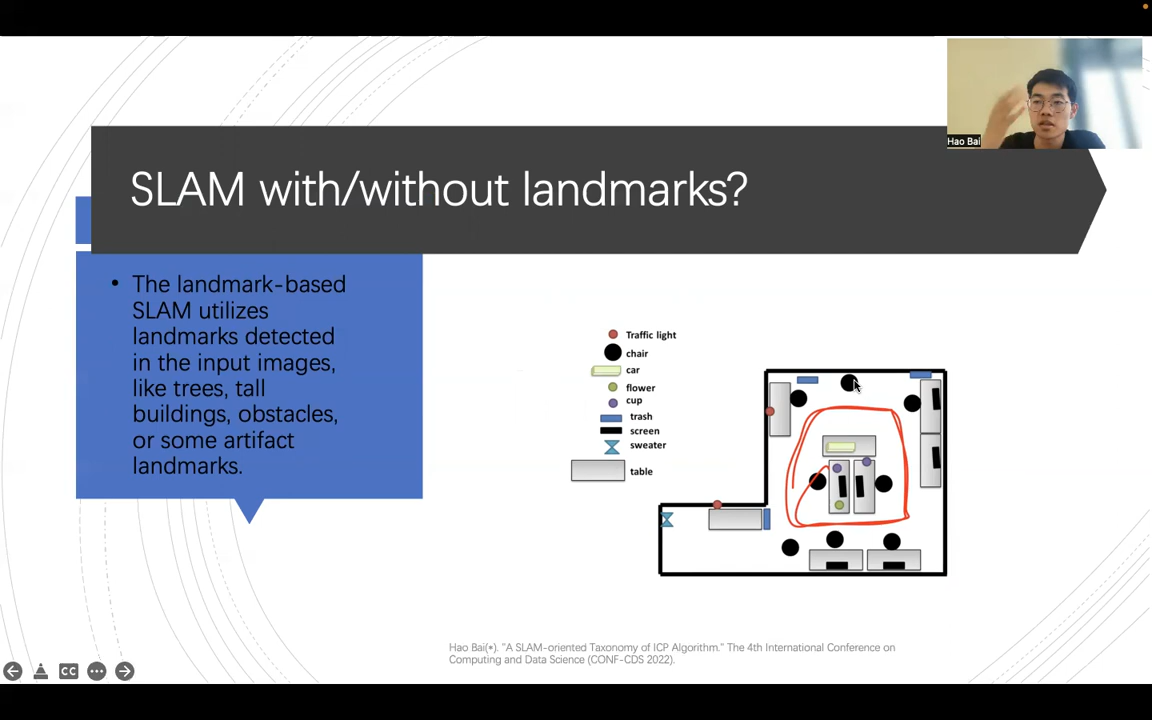 Hao Bai
SLAM with/without landmarks?
• The landmark-based
SLAM utilizes
landmarks detected
in the input images,
like trees, tall
buildings, obstacles,
or some artifact
landmarks.
Traffic light
chair
car
flower
cup
trash
screen
sweater
table
Hao Bai(*). "A SLAM-oriented Taxonomy of ICP Algorithm." The 4th International Conference on
Computing and Data Science (CONF-CDS 2022).
CC